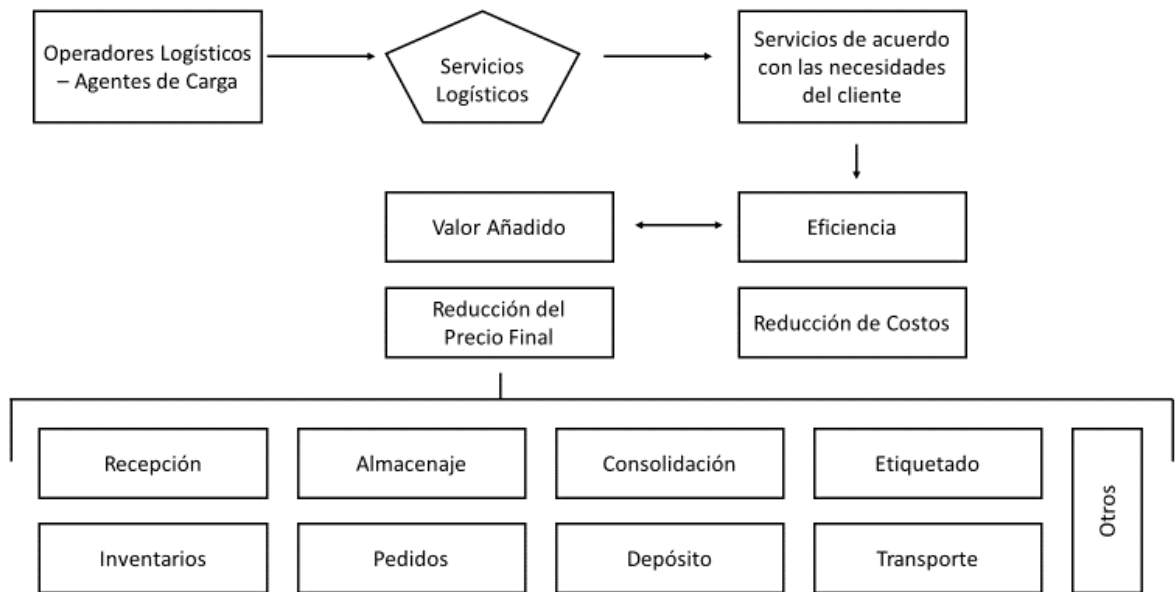 Operadores Logísticos
– Agentes de Carga
Servicios
Logísticos
Servicios de acuerdo
con las necesidades
del cliente
Valor Añadido
Eficiencia
Reducción del
Precio Final
Reducción de Costos
Recepción
Almacenaje
Consolidación
Etiquetado
Otros
Inventarios
Pedidos
Depósito
Transporte